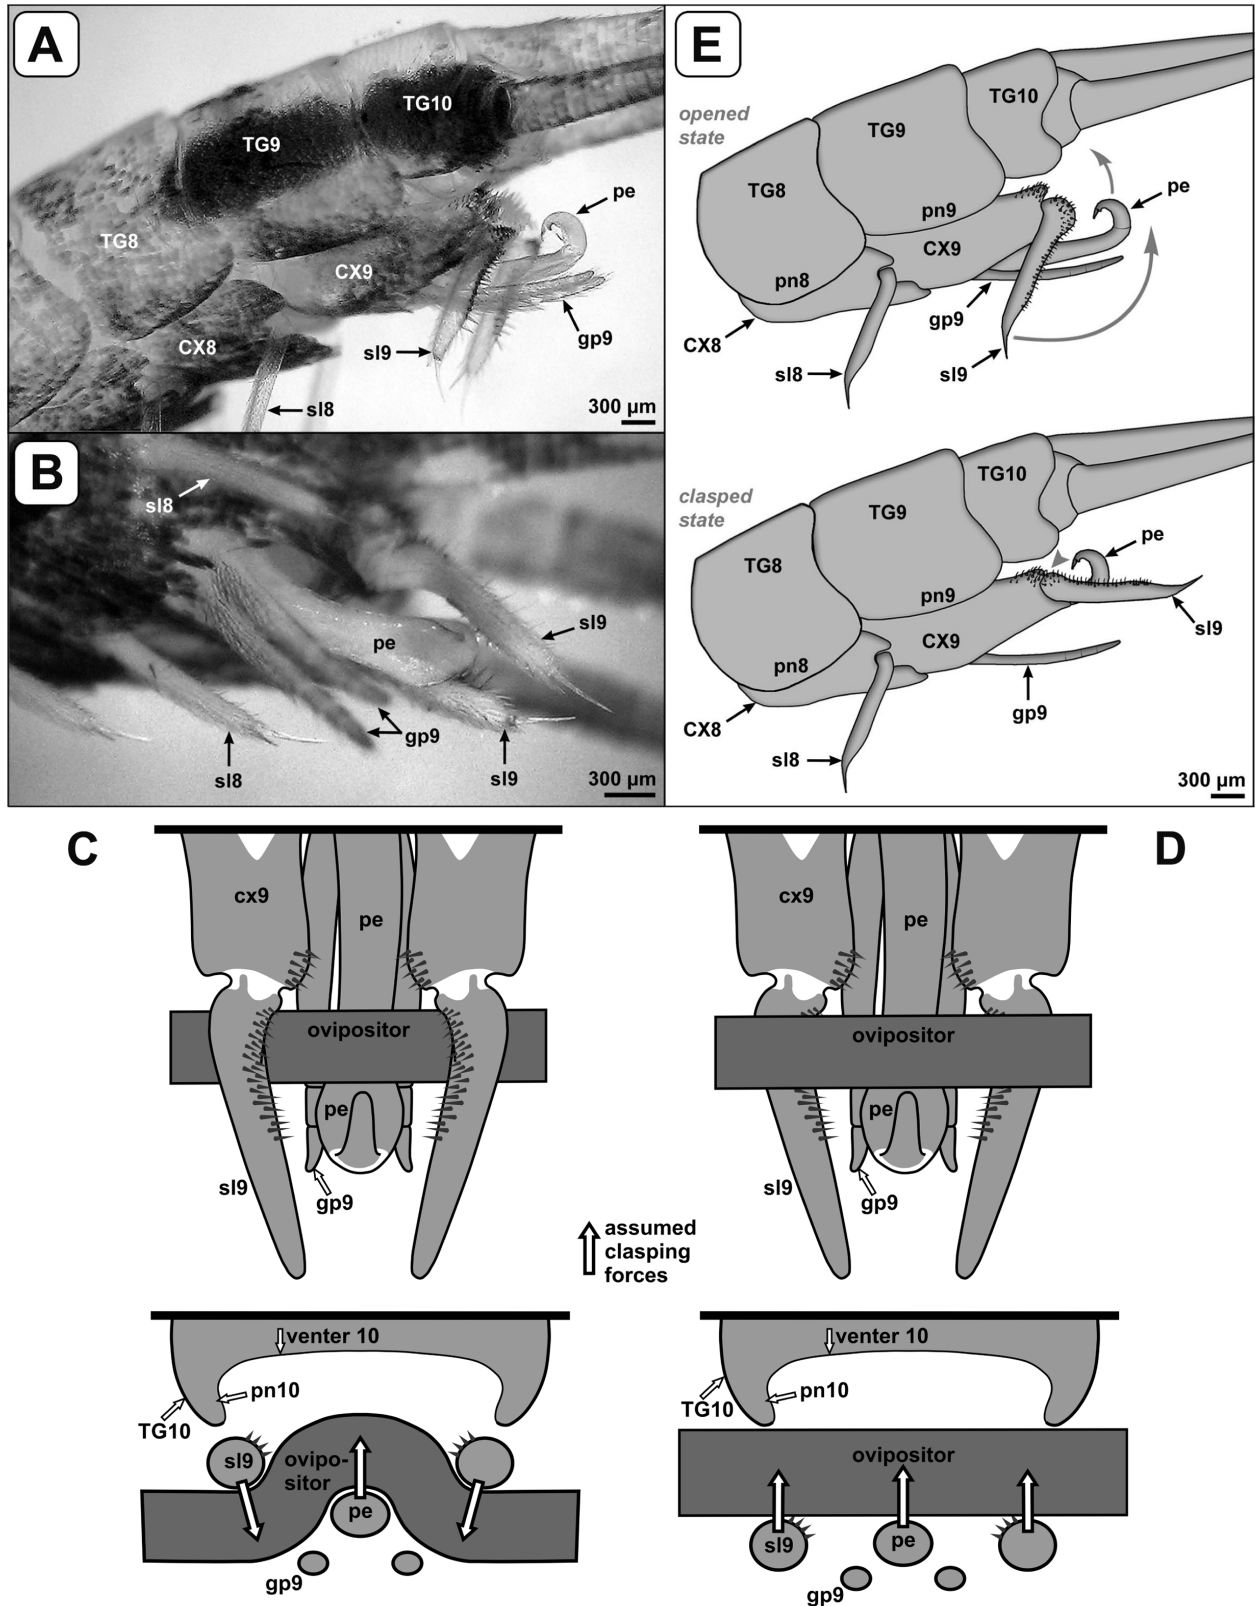 A
TG10
TG9
TG8
pe
CX9
CX8
sl9
gp9
sl8
300 µm
B
sl8
sl9
pe
gp9
sl8
sl9
300 µm
E
opened
state
TG10
TG9
TG8
pe
pn9
CX9
pn8
gp9
CX8
sl8
sl9
clasped
state
TG10
TG9
TG8
pe
pn9
CX9
sl9
pn8
gp9
CX8
sl8
300 µm
C
cx9
pe
ovipositor
pe
sl9
gp9
D
cx9
pe
ovipositor
pe
sl9
gp9
assumed
clasping
forces
venter 10
pn10
TG10
sl9
ovipo-
sitor
pe
gp9
venter 10
pn10
TG10
ovipositor
sl9
pe
gp9